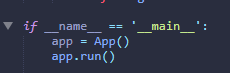 if __name__ == '__main__':
    app = App()
    app.run()